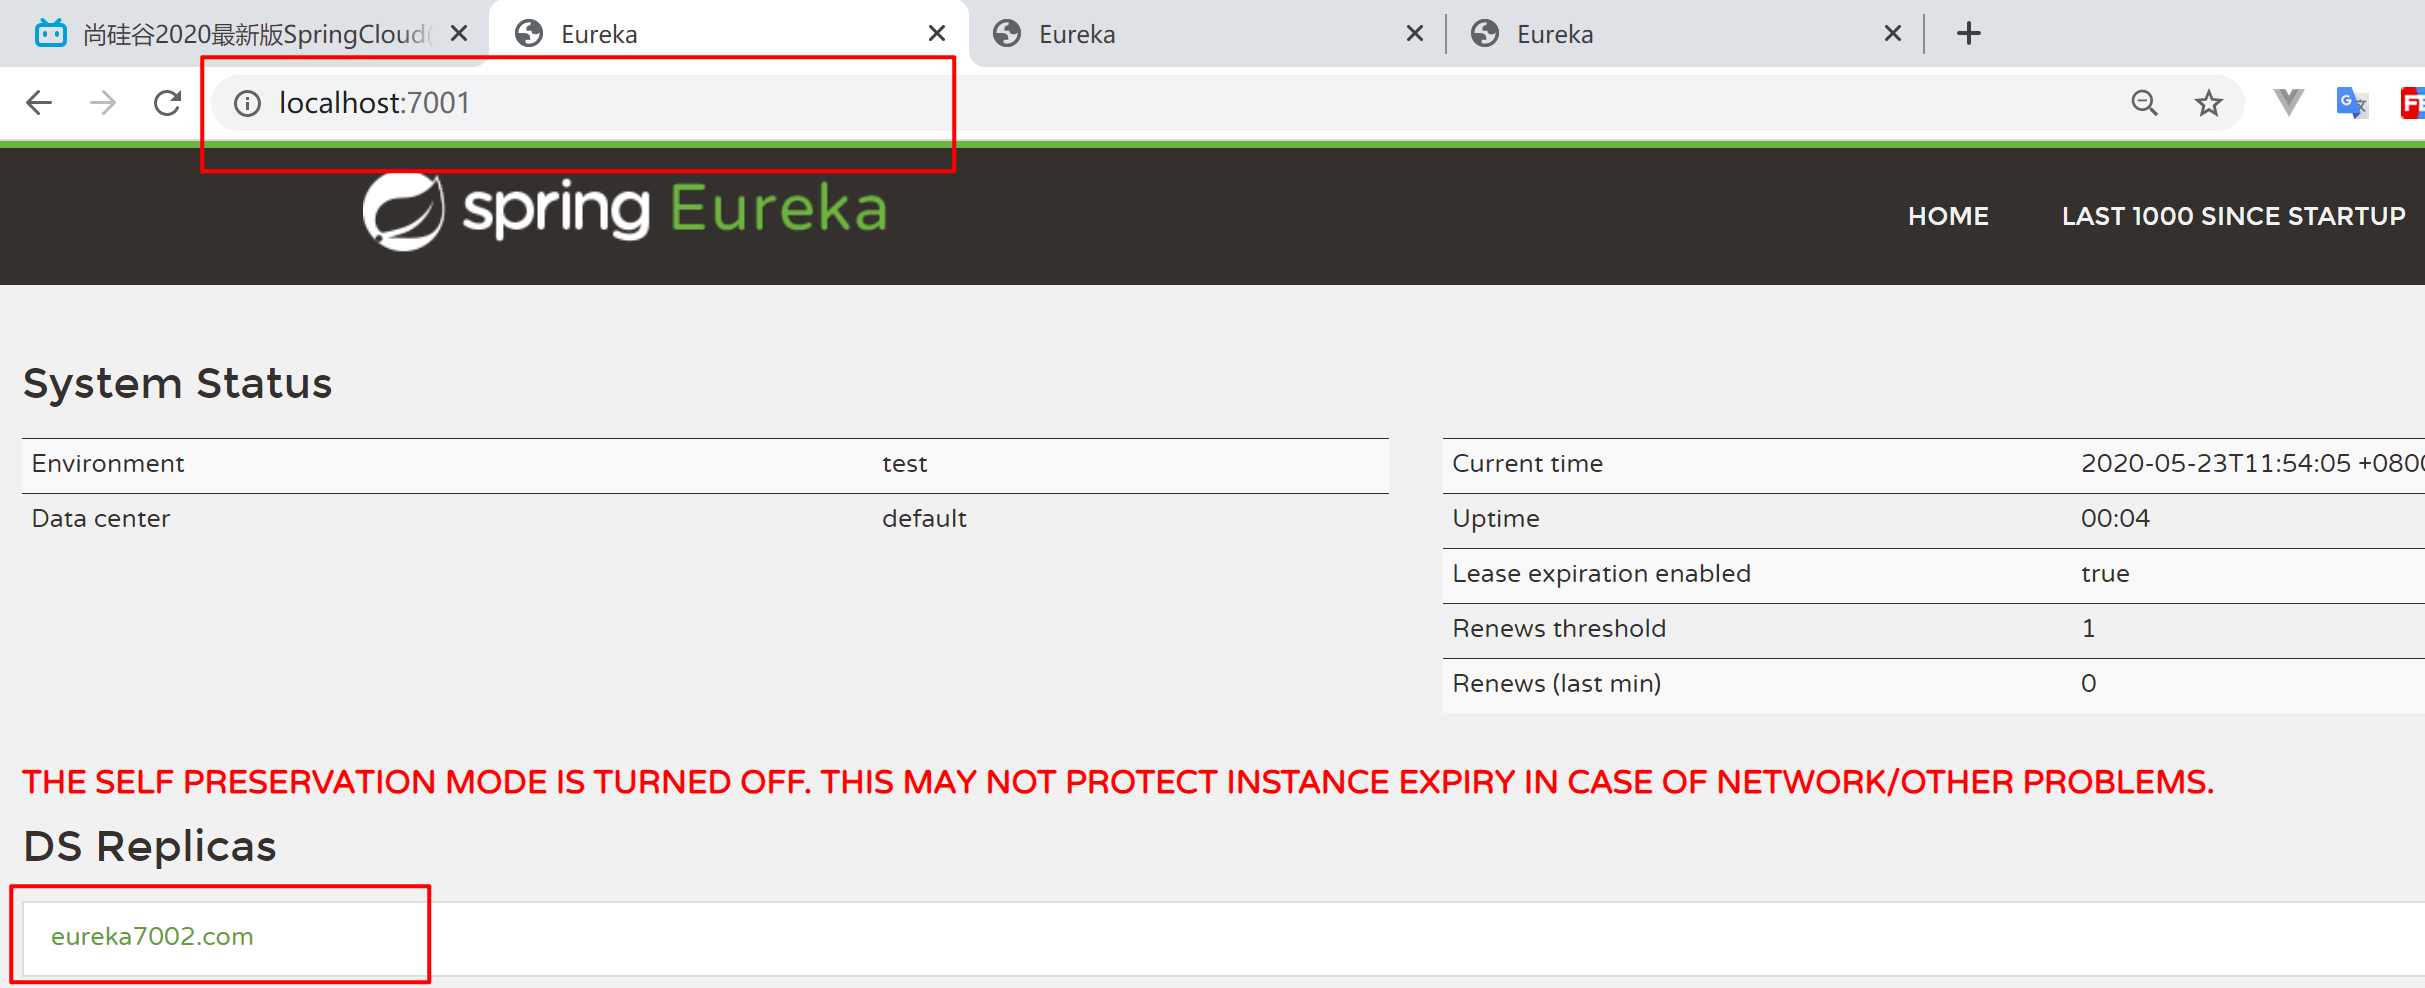 尚硅谷2020最新版SpringCloud( Eureka Eureka Eureka
localhost:7001
spring Eureka HOME LAST 1000 SINCE STARTUP
System Status
Environment test Current time 2020-05-23T11:54:05 +080
Data center default Uptime 00:04
Lease expiration enabled true
Renews threshold 1
Renews (last min) 0
THE SELF PRESERVATION MODE IS TURNED OFF. THIS MAY NOT PROTECT INSTANCE EXPIRY IN CASE OF NETWORK/OTHER PROBLEMS.
DS Replicas
eureka7002.com